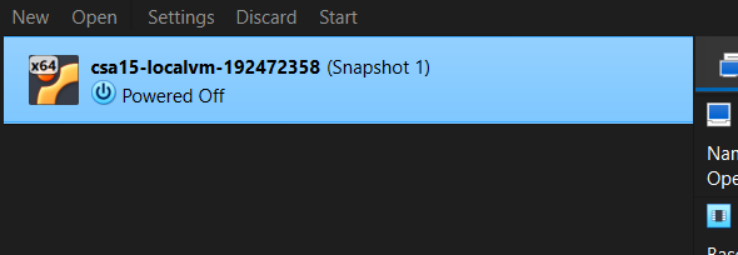 New Open Settings Discard Start
x64 csa15-localvm-192472358 (Snapshot 1)
Powered Off